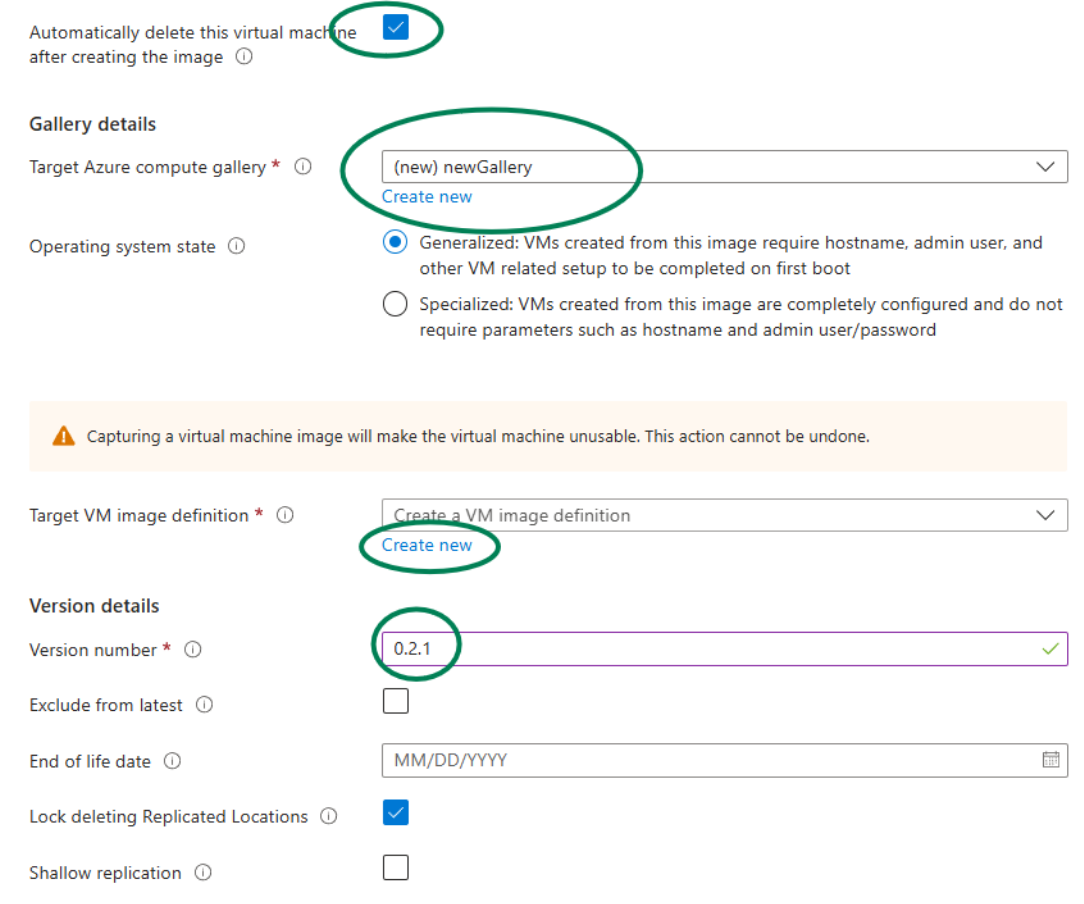 Automatically delete this virtual machine
after creating the image
Gallery details
Target Azure compute gallery *
(new) newGallery
Create new
Operating system state
Generalized: VMs created from this image require hostname, admin user, and
other VM related setup to be completed on first boot
Specialized: VMs created from this image are completely configured and do not
require parameters such as hostname and admin user/password
Capturing a virtual machine image will make the virtual machine unusable. This action cannot be undone.
Target VM image definition *
Create a VM image definition
Create new
Version details
Version number *
0.2.1
Exclude from latest
End of life date
MM/DD/YYYY
Lock deleting Replicated Locations
Shallow replication